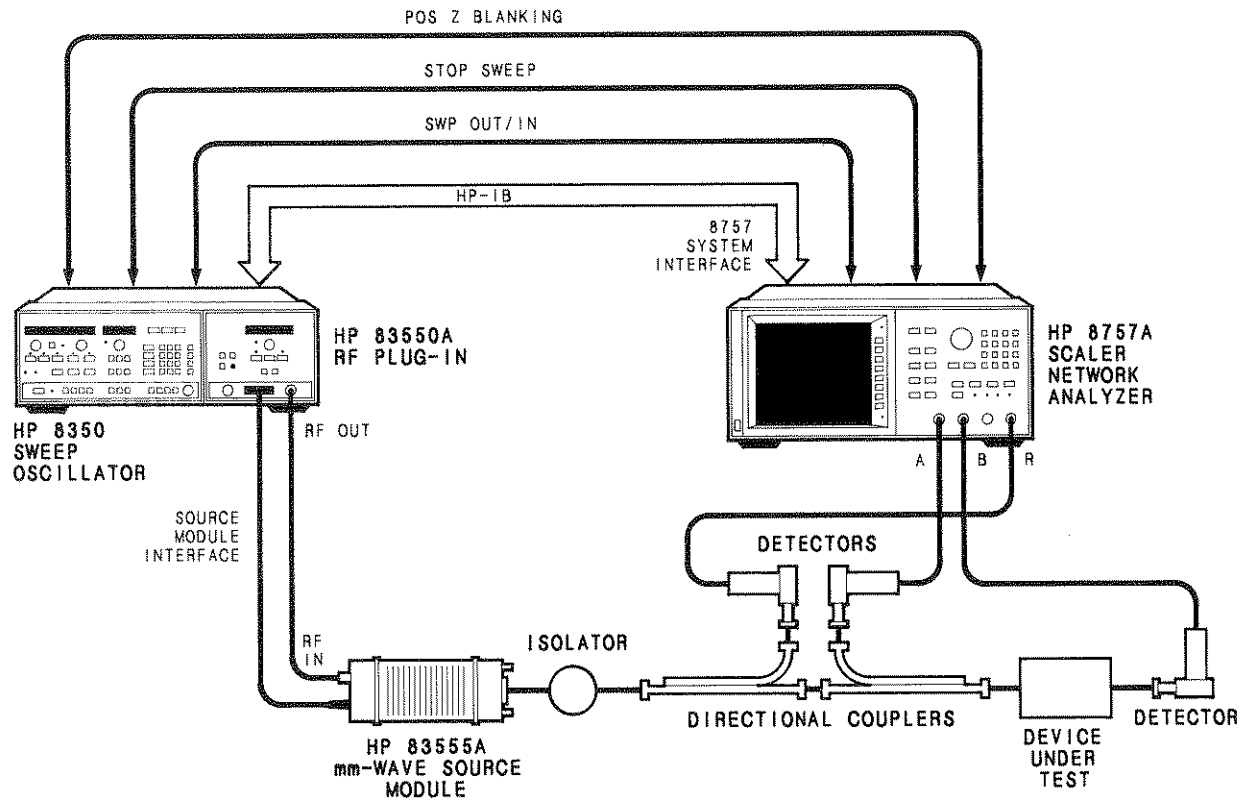 POS Z BLANKING
STOP SWEEP
SWP OUT/IN
HP-IB
8757
SYSTEM
INTERFACE
HP 83550A
RF PLUG-IN
HP 8757A
SCALER
NETWORK
ANALYZER
HP 8350
SWEEP
OSCILLATOR
RF OUT
A
B
R
SOURCE
MODULE
INTERFACE
DETECTORS
RF
IN
ISOLATOR
DIRECTIONAL COUPLERS
DETECTOR
HP 83555A
mm-WAVE SOURCE
MODULE
DEVICE
UNDER
TEST